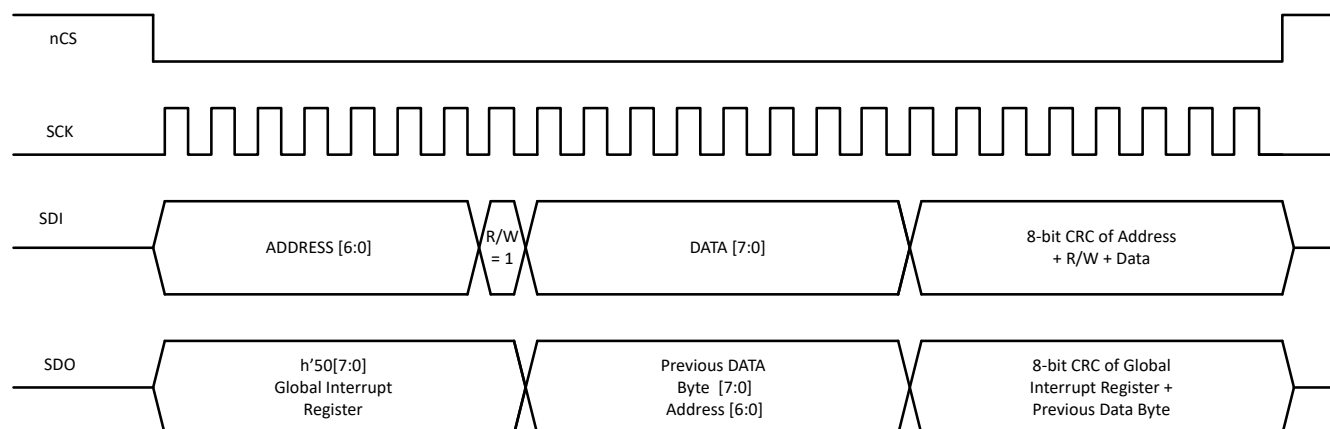 nCS
SCK
SDI
ADDRESS [6:0]
R/W
= 1
DATA [7:0]
8-bit CRC of Address
+ R/W + Data
SDO
h’50[7:0]
Global Interrupt
Register
Previous DATA
Byte  [7:0]
Address [6:0]
8-bit CRC of Global
Interrupt Register +
Previous Data Byte